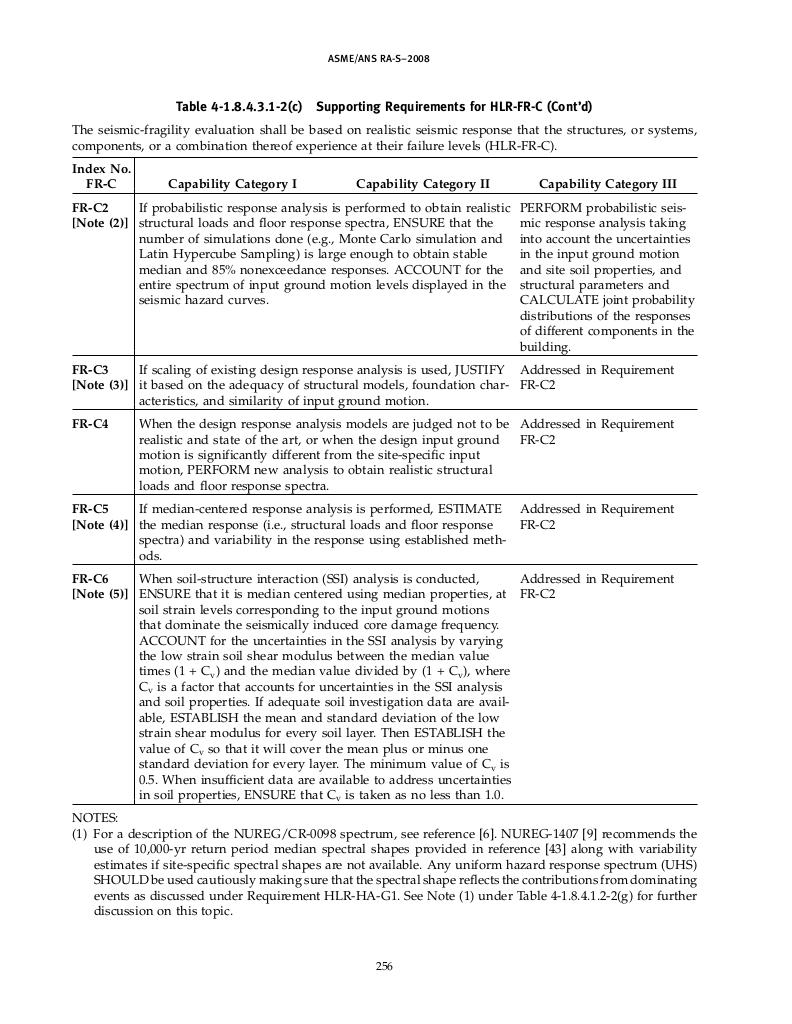 ASME/ANS RA-S–2008
Table 4-1.8.4.3.1-2(c) Supporting Requirements for HLR-FR-C (Cont'd)
The seismic-fragility evaluation shall be based on realistic seismic response that the structures, or systems,
components, or a combination thereof experience at their failure levels (HLR-FR-C).
Index No.
FR-C
Capability Category I
Capability Category II
Capability Category III
FR-C2
[Note (2)]
If probabilistic response analysis is performed to obtain realistic
structural loads and floor response spectra, ENSURE that the
number of simulations done (e.g., Monte Carlo simulation and
Latin Hypercube Sampling) is large enough to obtain stable
median and 85% nonexceedance responses. ACCOUNT for the
entire spectrum of input ground motion levels displayed in the
seismic hazard curves.
PERFORM probabilistic seis-
mic response analysis taking
into account the uncertainties
in the input ground motion
and site soil properties, and
structural parameters and
CALCULATE joint probability
distributions of the responses
of different components in the
building.
FR-C3
[Note (3)]
If scaling of existing design response analysis is used, JUSTIFY
it based on the adequacy of structural models, foundation char-
acteristics, and similarity of input ground motion.
Addressed in Requirement
FR-C2
FR-C4
When the design response analysis models are judged not to be
realistic and state of the art, or when the design input ground
motion is significantly different from the site-specific input
motion, PERFORM new analysis to obtain realistic structural
loads and floor response spectra.
Addressed in Requirement
FR-C2
FR-C5
[Note (4)]
If median-centered response analysis is performed, ESTIMATE
the median response (i.e., structural loads and floor response
spectra) and variability in the response using established meth-
ods.
Addressed in Requirement
FR-C2
FR-C6
[Note (5)]
When soil-structure interaction (SSI) analysis is conducted,
ENSURE that it is median centered using median properties, at
soil strain levels corresponding to the input ground motions
that dominate the seismically induced core damage frequency.
ACCOUNT for the uncertainties in the SSI analysis by varying
the low strain soil shear modulus between the median value
times (1 + Cv) and the median value divided by (1 + Cv), where
Cv is a factor that accounts for uncertainties in the SSI analysis
and soil properties. If adequate soil investigation data are avail-
able, ESTABLISH the mean and standard deviation of the low
strain shear modulus for every soil layer. Then ESTABLISH the
value of Cv so that it will cover the mean plus or minus one
standard deviation for every layer. The minimum value of Cv is
0.5. When insufficient data are available to address uncertainties
in soil properties, ENSURE that Cv is taken as no less than 1.0.
Addressed in Requirement
FR-C2
NOTES:
(1) For a description of the NUREG/CR-0098 spectrum, see reference [6]. NUREG-1407 [9] recommends the
use of 10,000-yr return period median spectral shapes provided in reference [43] along with variability
estimates if site-specific spectral shapes are not available. Any uniform hazard response spectrum (UHS)
SHOULD be used cautiously making sure that the spectral shape reflects the contributions from dominating
events as discussed under Requirement HLR-HA-G1. See Note (1) under Table 4-1.8.4.1.2-2(g) for further
discussion on this topic.
256